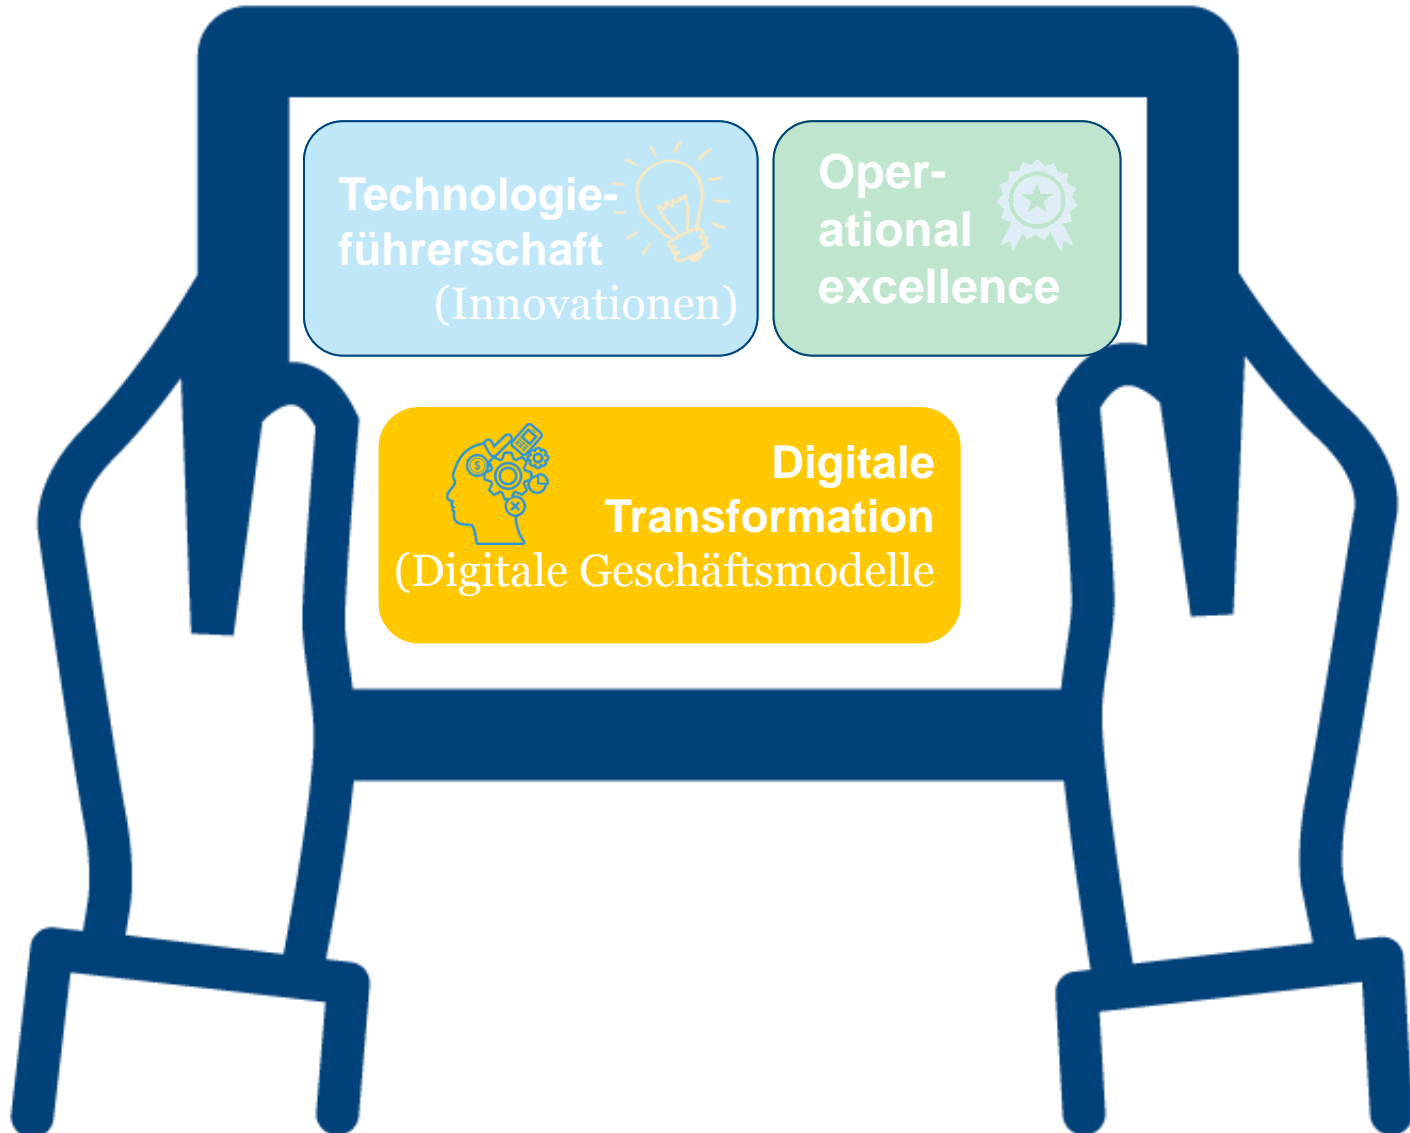 Technologie-
führerschaft
(Innovationen)
Oper-
ational
excellence
Digitale
Transformation
(Digitale Geschäftsmodelle